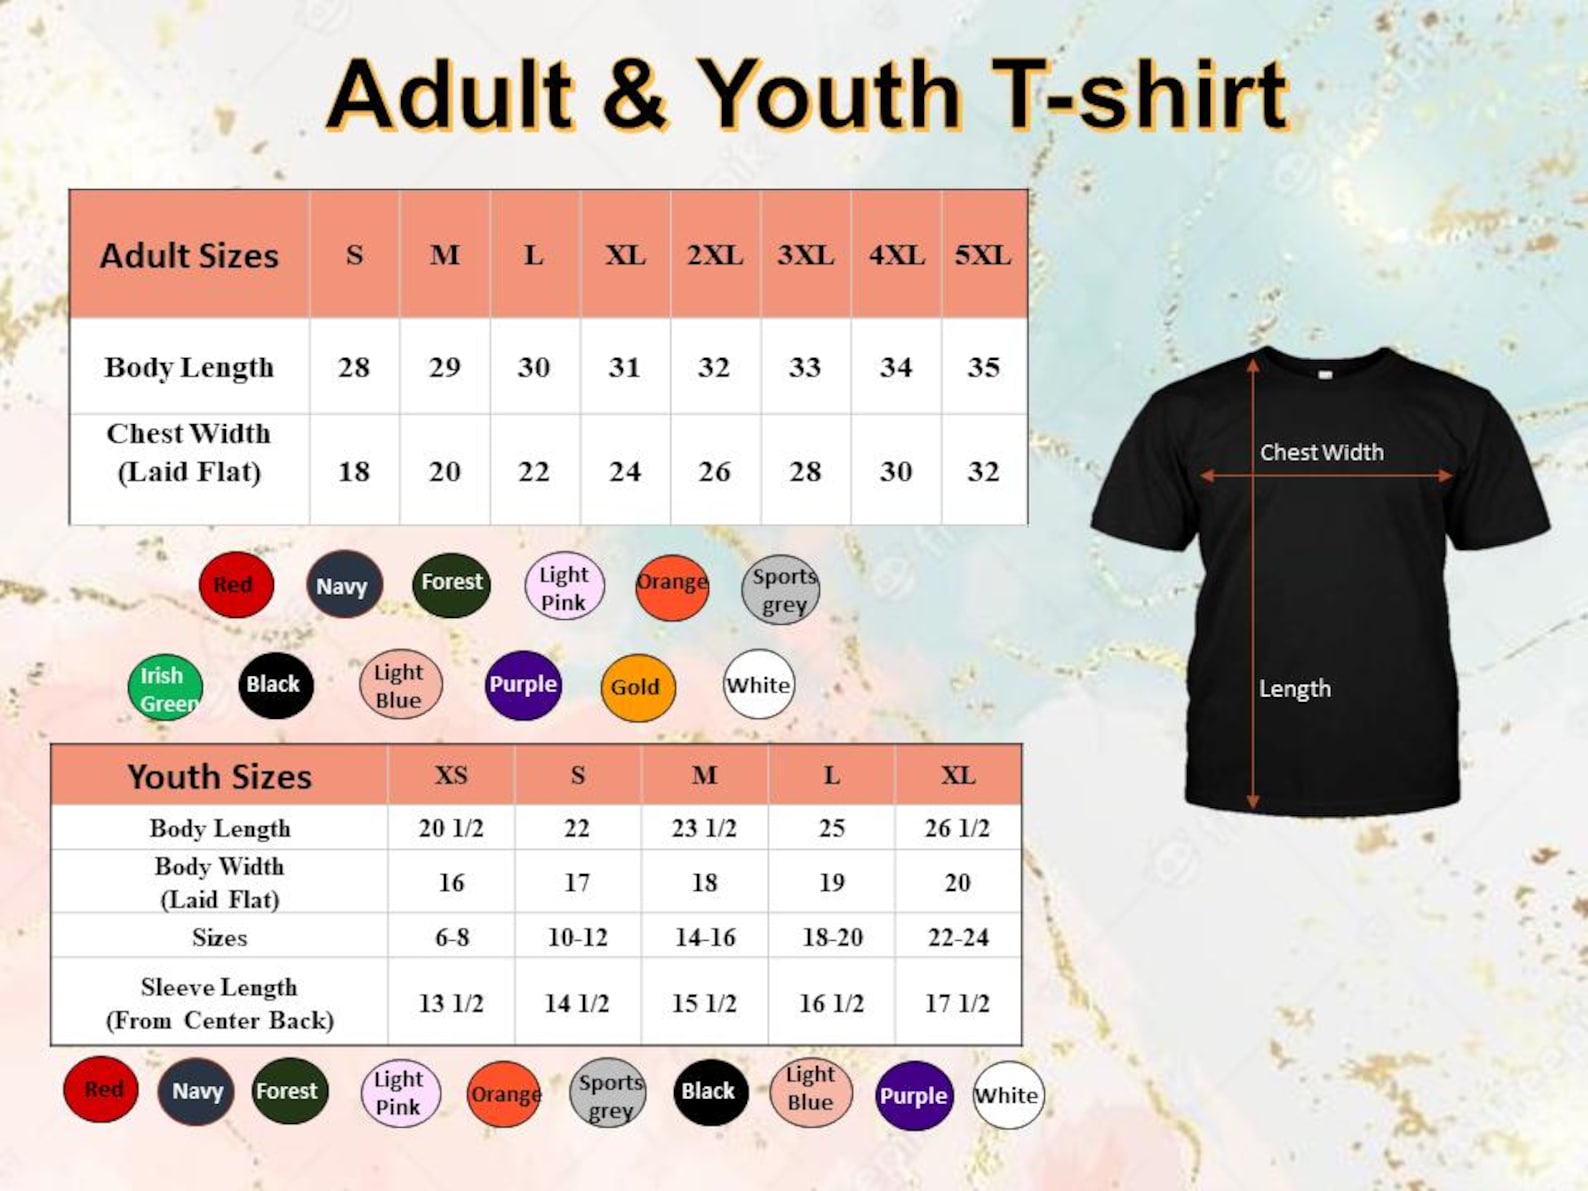 Adult & Youth T-shirt
Adult Sizes S M L XL 2XL 3XL 4XL 5XL
Body Length 28 29 30 31 32 33 34 35
Chest Width
(Laid Flat) 18 20 22 24 26 28 30 32
Chest Width
Length
Red Navy Forest Light Pink Orange Sports grey
Irish Green Black Light Blue Purple Gold White
Youth Sizes XS S M L XL
Body Length 20 1/2 22 23 1/2 25 26 1/2
Body Width
(Laid Flat) 16 17 18 19 20
Sizes 6-8 10-12 14-16 18-20 22-24
Sleeve Length
(From Center Back) 13 1/2 14 1/2 15 1/2 16 1/2 17 1/2
Red Navy Forest Light Pink Orange Sports grey Black Light Blue Purple White